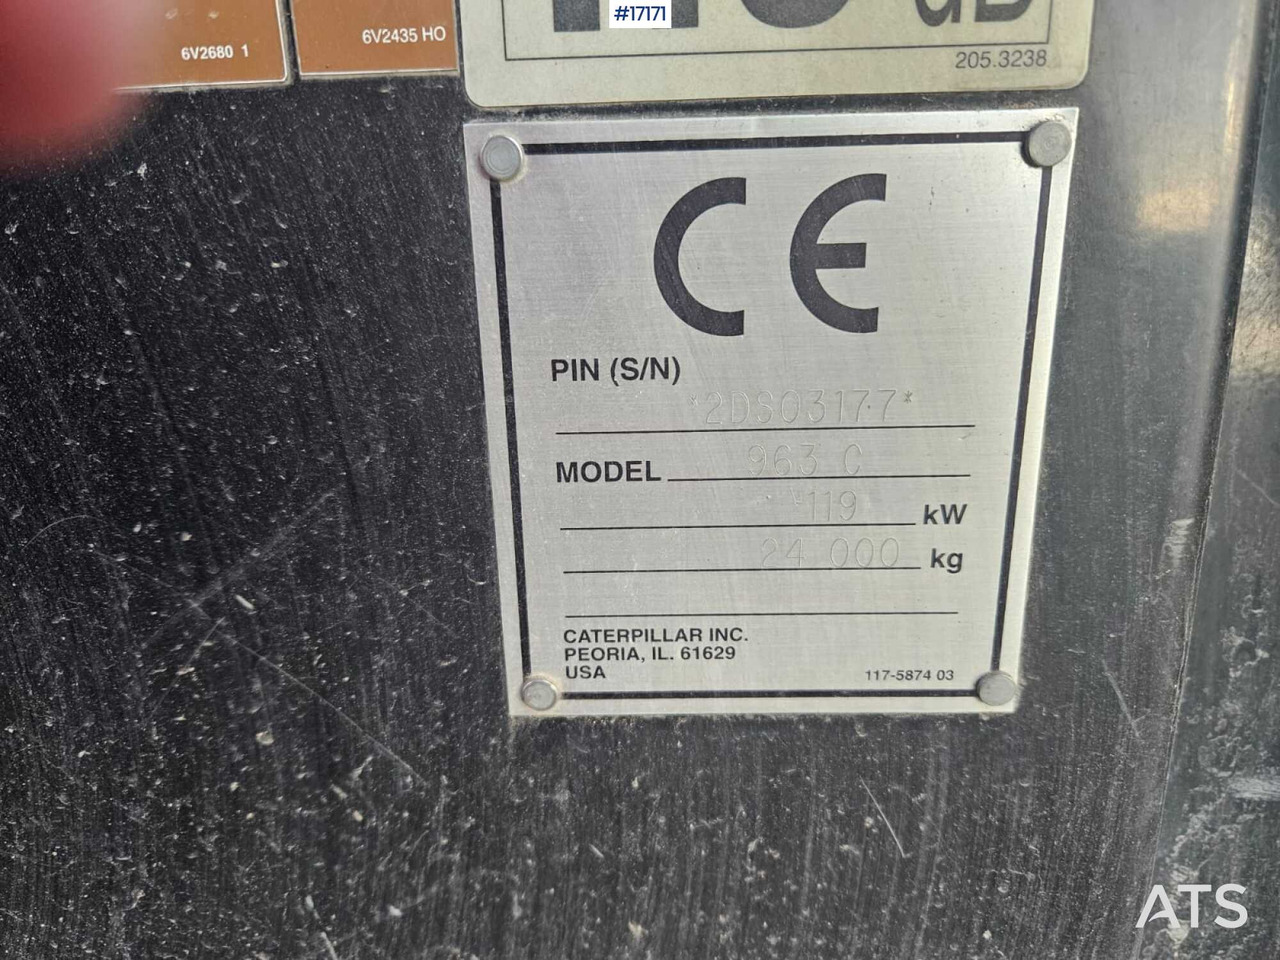 #17171
6V2680 1
6V2435 HO
dB
205.3238
CE
PIN (S/N)
*2DS03177*
MODEL 963 C
119 kW
24 000 kg
CATERPILLAR INC.
PEORIA, IL. 61629
USA
117-5874 03
ATS